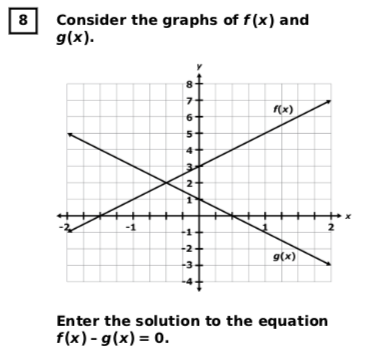 8 Consider the graphs of f(x) and
g(x).
y
8
7
f(x)
6
5
4
3
2
1
-2 -1 1 2 x
-1
-2
g(x)
-3
-4
Enter the solution to the equation
f(x) – g(x) = 0.